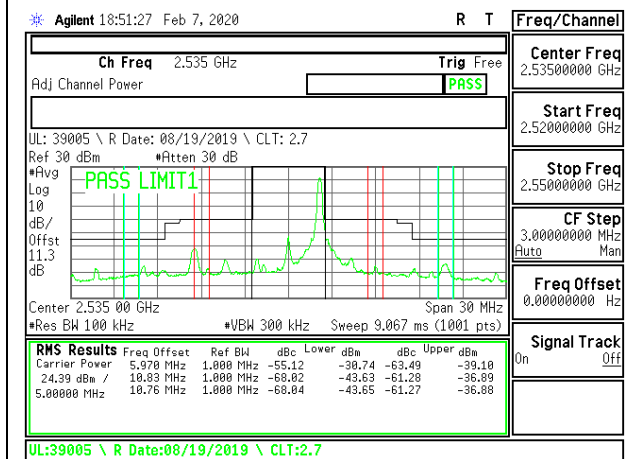 Agilent 18:51:27 Feb 7, 2020 R T Freq/Channel
Ch Freq 2.535 GHz Trig Free
Adj Channel Power PASS
UL: 39005 \ R Date: 08/19/2019 \ CLT: 2.7
Ref 30 dBm #Atten 30 dB
#Avg
Log
10
dB/
Offst
11.3
dB
PASS LIMIT1
Center 2.535 00 GHz Span 30 MHz
#Res BW 100 kHz #VBW 300 kHz Sweep 9.067 ms (1001 pts)
RMS Results Freq Offset Ref BW dBc Lower dBm dBc Upper dBm
Carrier Power 5.970 MHz 1.000 MHz -55.12 -30.74 -63.49 -39.10
24.39 dBm / 10.83 MHz 1.000 MHz -68.02 -43.63 -61.28 -36.89
5.00000 MHz 10.76 MHz 1.000 MHz -68.04 -43.65 -61.27 -36.88
UL:39005 \ R Date:08/19/2019 \ CLT:2.7
Center Freq
2.53500000 GHz
Start Freq
2.52000000 GHz
Stop Freq
2.55000000 GHz
CF Step
3.00000000 MHz
Auto Man
Freq Offset
0.00000000 Hz
Signal Track
On Off